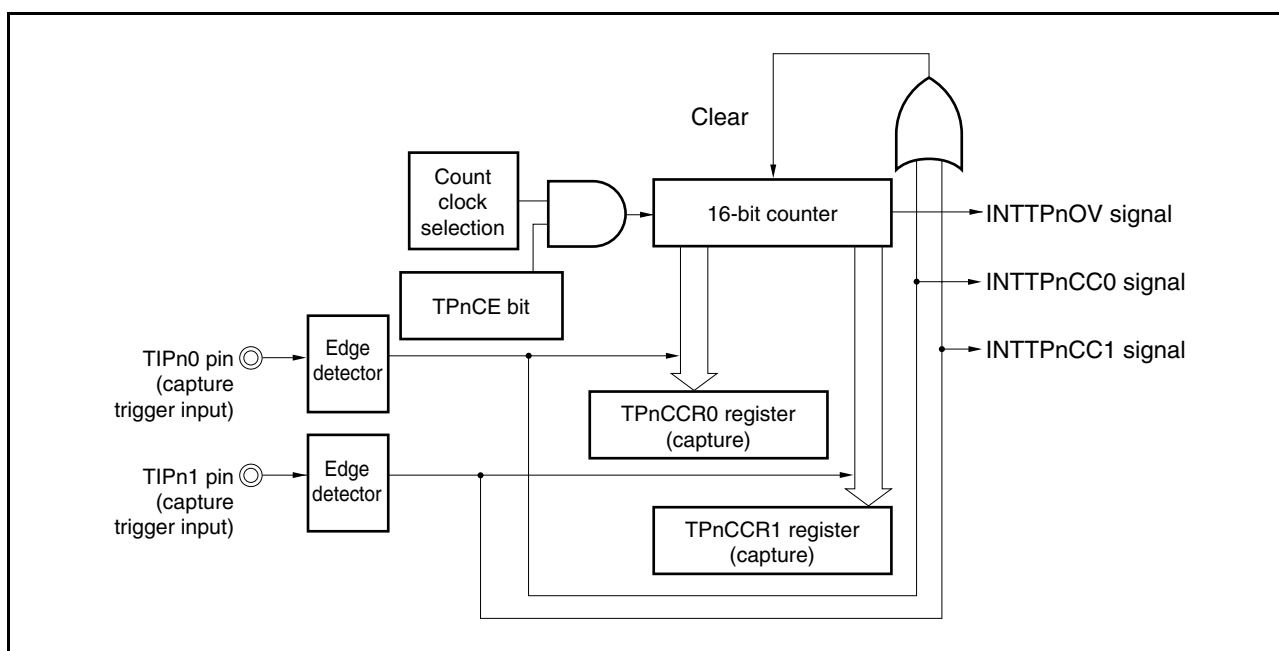 Clear
Count
clock
selection
16-bit counter
INTTPnOV signal
TPnCE bit
INTTPnCC0 signal
TIPn0 pin
(capture
trigger input)
Edge
detector
INTTPnCC1 signal
TPnCCR0 register
(capture)
TIPn1 pin
(capture
trigger input)
Edge
detector
TPnCCR1 register
(capture)